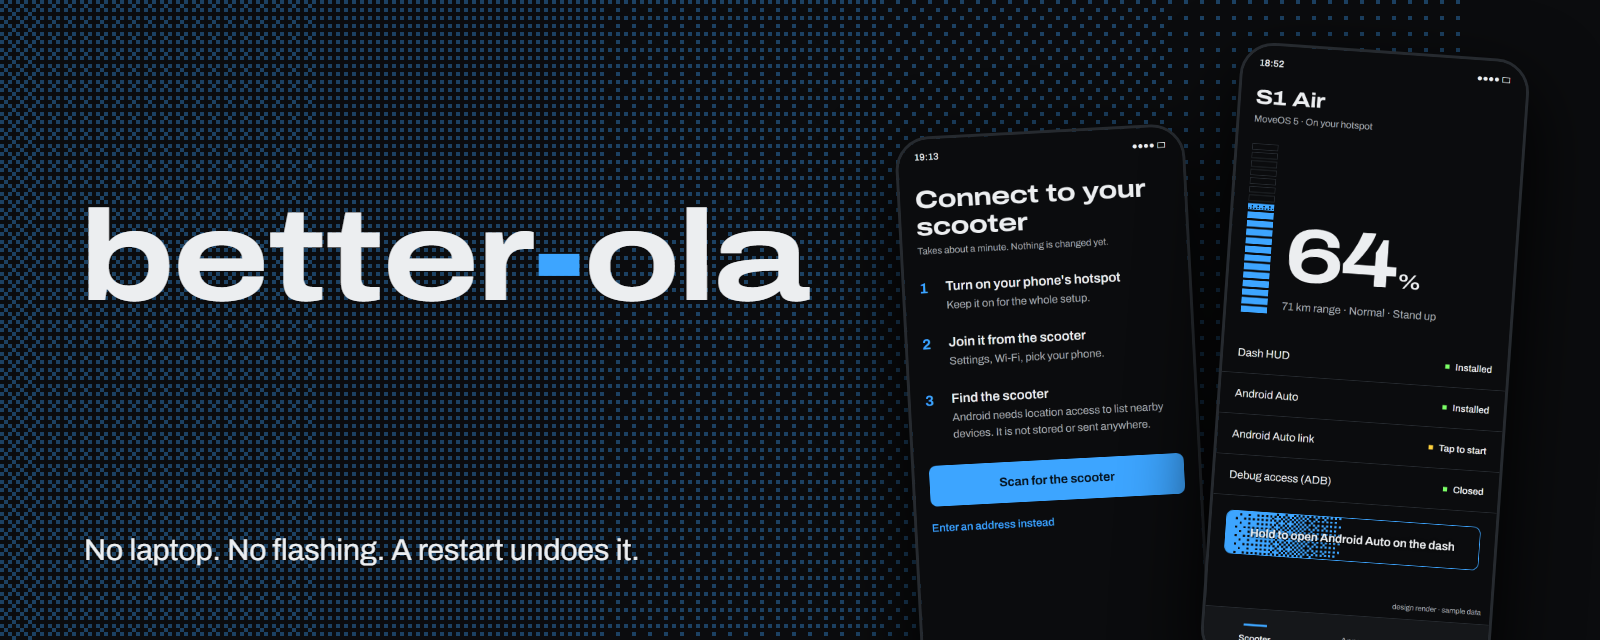 better-ola
No laptop. No flashing. A restart undoes it.
19:13
Connect to your
scooter
Takes about a minute. Nothing is changed yet.
1 Turn on your phone's hotspot
Keep it on for the whole setup.
2 Join it from the scooter
Settings, Wi-Fi, pick your phone.
3 Find the scooter
Android needs location access to list nearby
devices. It is not stored or sent anywhere.
Scan for the scooter
Enter an address instead
18:52
S1 Air
MoveOS 5 · On your hotspot
64%
71 km range · Normal · Stand up
Dash HUD Installed
Android Auto Installed
Android Auto link Tap to start
Debug access (ADB) Closed
Hold to open Android Auto on the dash
design render · sample data
Scooter